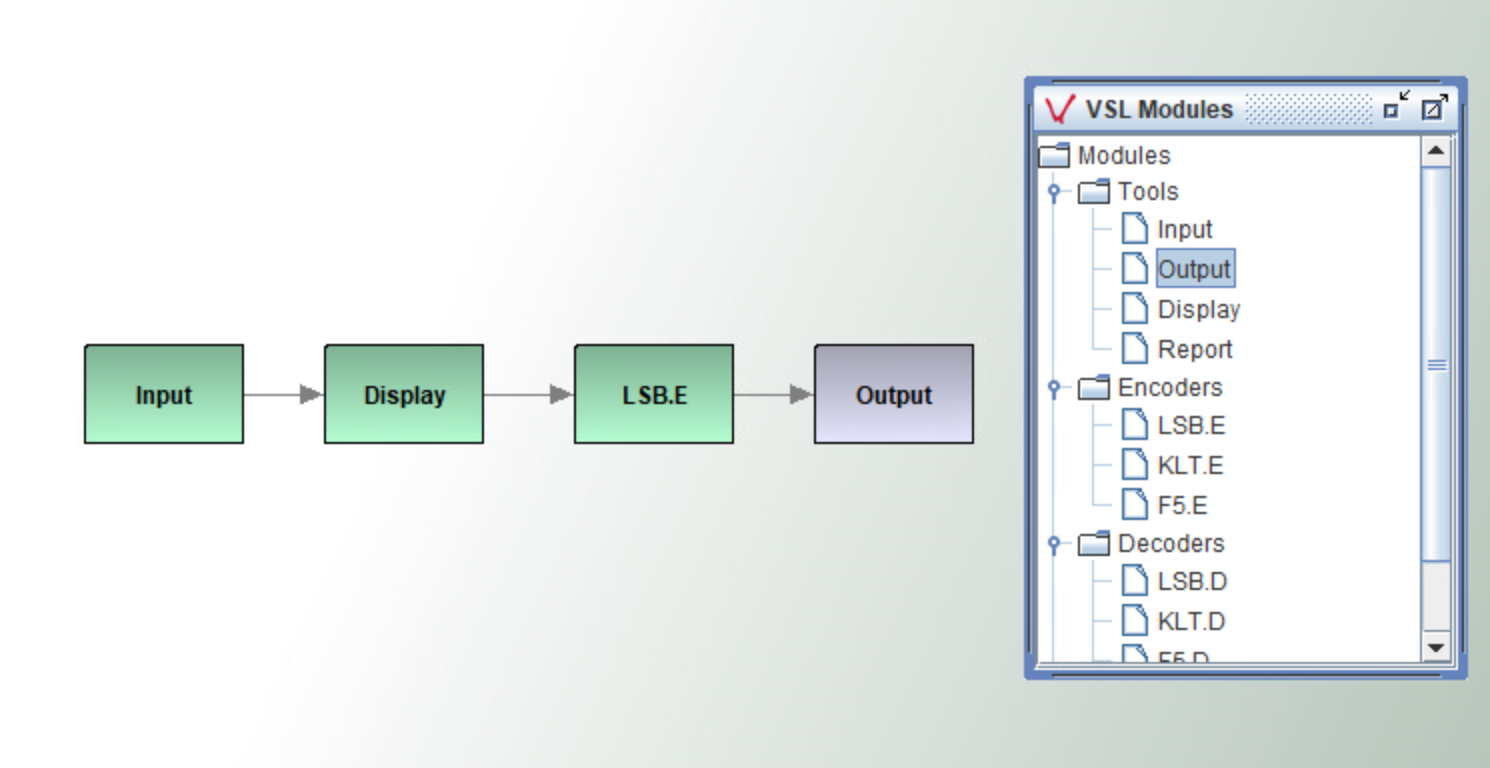 VSL Modules
Modules
Tools
Input
Output
Display
Report
Encoders
LSB.E
KLT.E
F5.E
Decoders
LSB.D
KLT.D
F5.D
Input Display LSB.E Output